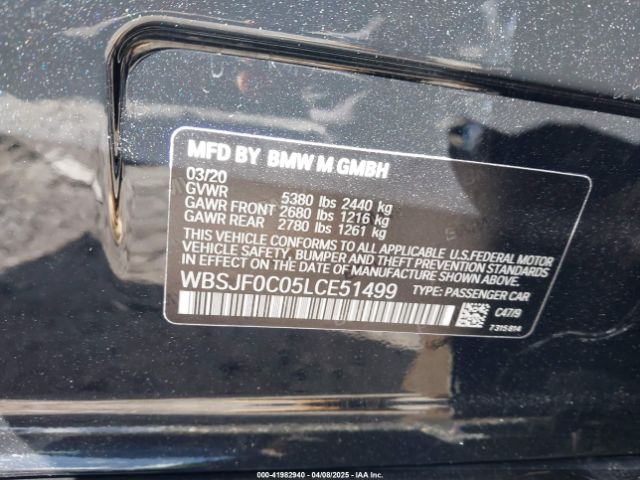 MFD BY BMW M GMBH
03/20
GVWR 5380 lbs 2440 kg
GAWR FRONT 2680 lbs 1216 kg
GAWR REAR 2780 lbs 1261 kg
THIS VEHICLE CONFORMS TO ALL APPLICABLE U.S.FEDERAL MOTOR
VEHICLE SAFETY, BUMPER, AND THEFT PREVENTION STANDARDS
IN EFFECT ON THE DATE OF MANUFACTURE SHOWN ABOVE.
WBSJF0C05LCE51499 TYPE: PASSENGER CAR
C47/9
7315814
000-41982940 - 04/08/2025 - IAA Inc.